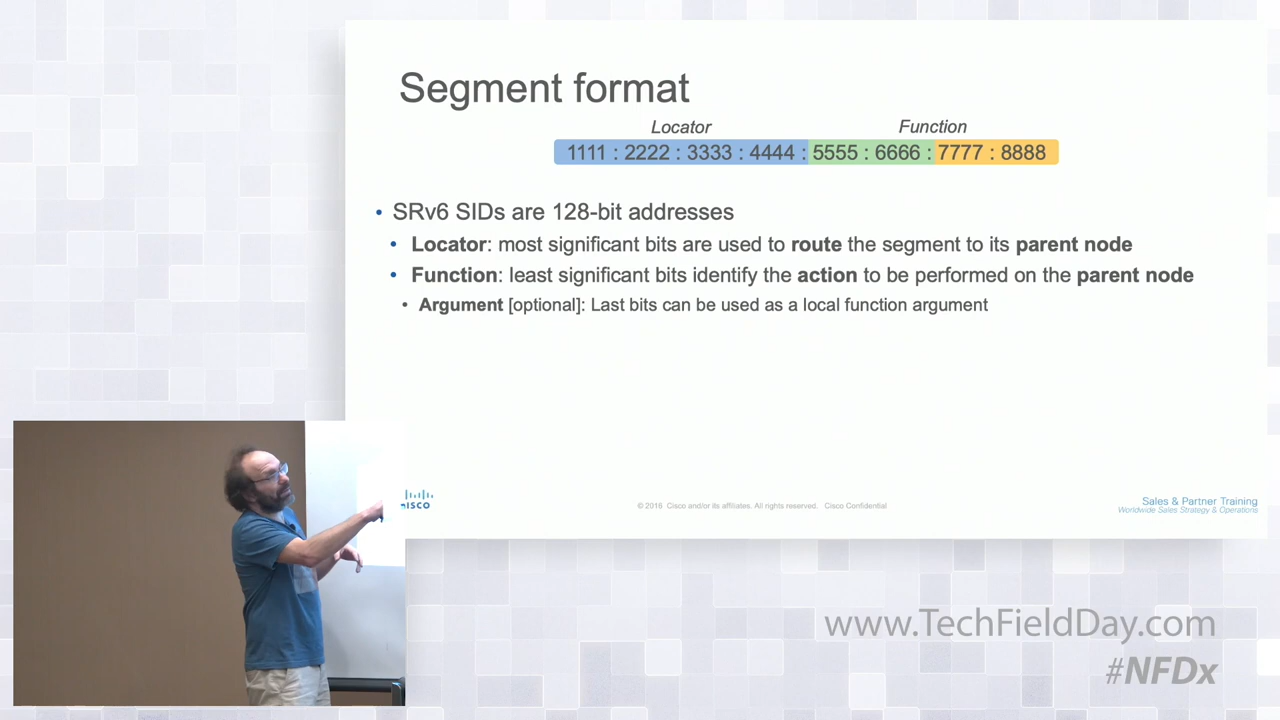 Segment format
Locator
Function
1111 : 2222 : 3333 : 4444 : 5555 : 6666 : 7777 : 8888
• SRv6 SIDs are 128-bit addresses
• Locator: most significant bits are used to route the segment to its parent node
• Function: least significant bits identify the action to be performed on the parent node
• Argument [optional]: Last bits can be used as a local function argument
CISCO
© 2016 Cisco and/or its affiliates. All rights reserved. Cisco Confidential
Sales & Partner Training
Worldwide Sales Strategy & Operations
www.TechFieldDay.com
#NFDx